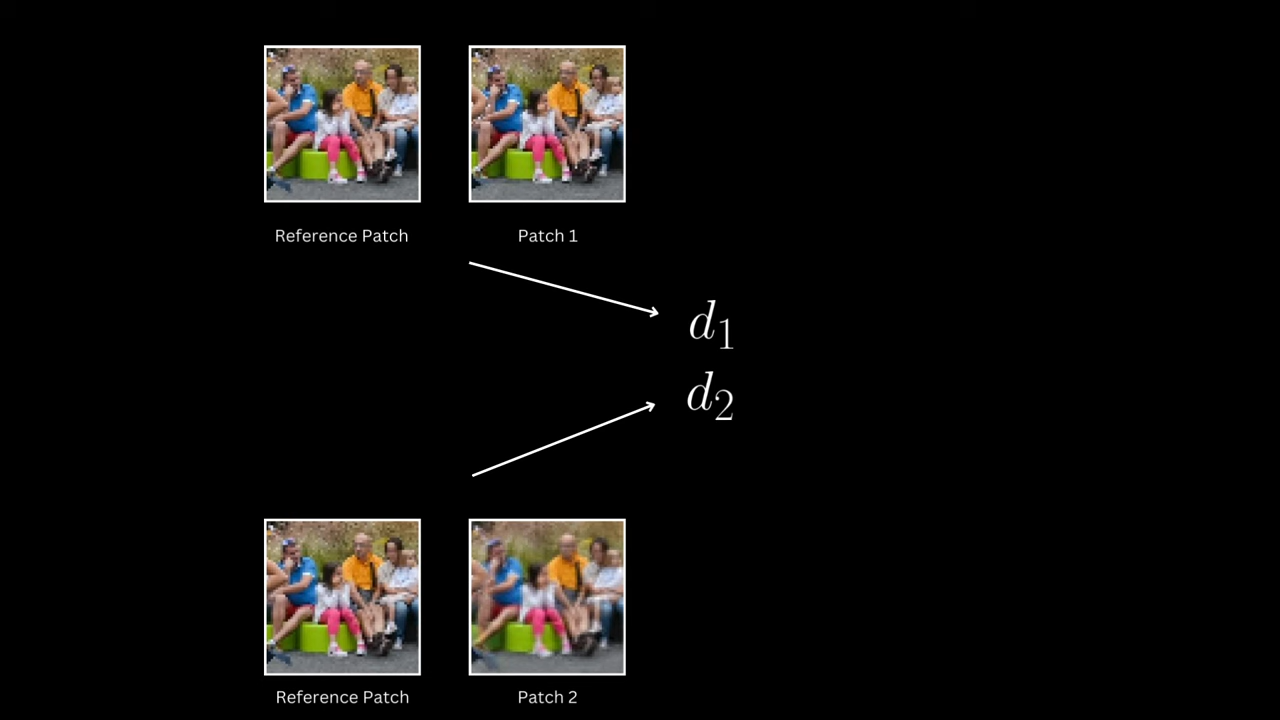 Reference Patch
Patch 1
d₁
d₂
Reference Patch
Patch 2